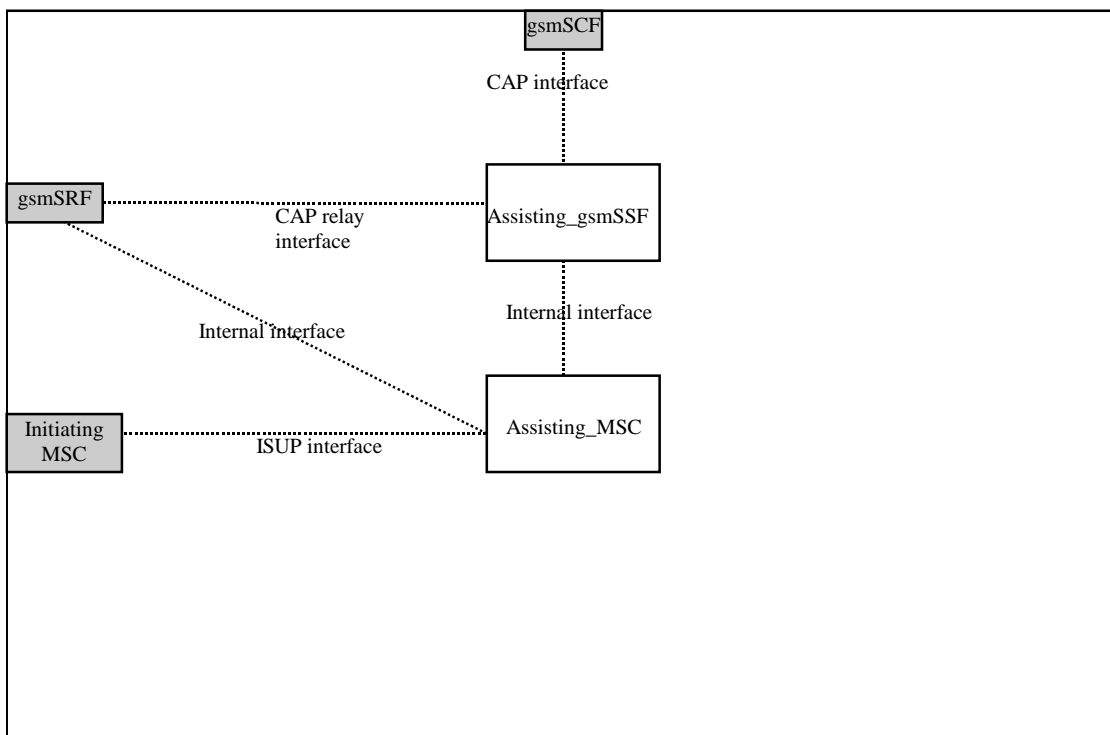 gsmSCF
CAP interface
gsmSRF
CAP relay
interface
Assisting_gsmSSF
Internal interface
Internal interface
Initiating
MSC
ISUP interface
Assisting_MSC